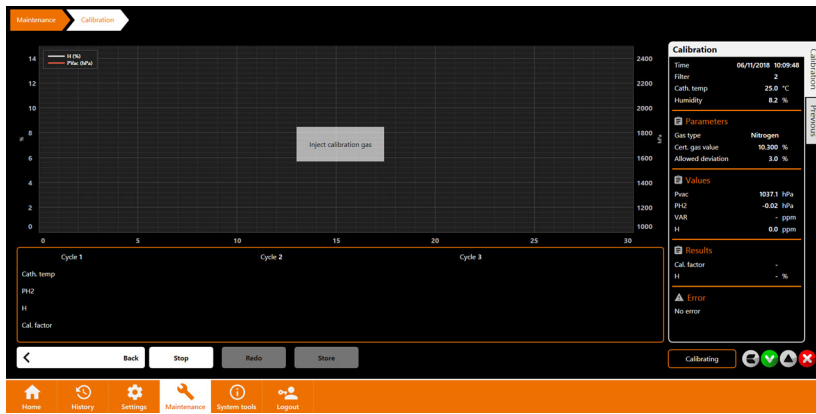 Maintenance
Calibration
H (%)
PVac (hPa)
14
12
10
8
6
4
2
0
%
2400
2200
2000
1800
1600
1400
1200
1000
hPa
Inject calibration gas
0 5 10 15 20 25 30
Cycle 1 Cycle 2 Cycle 3
Cath. temp
PH2
H
Cal. factor
Back
Stop
Redo
Store
Calibration
Time 06/11/2018 10:09:48
Filter 2
Cath. temp 25.0 °C
Humidity 8.2 %
Parameters
Gas type Nitrogen
Cert. gas value 10.300 %
Allowed deviation 3.0 %
Values
Pvac 1037.1 hPa
PH2 -0.02 hPa
VAR - ppm
H 0.0 ppm
Results
Cal. factor -
H - %
Error
No error
Calibration
Previous
Calibrating
Home
History
Settings
Maintenance
System tools
Logout